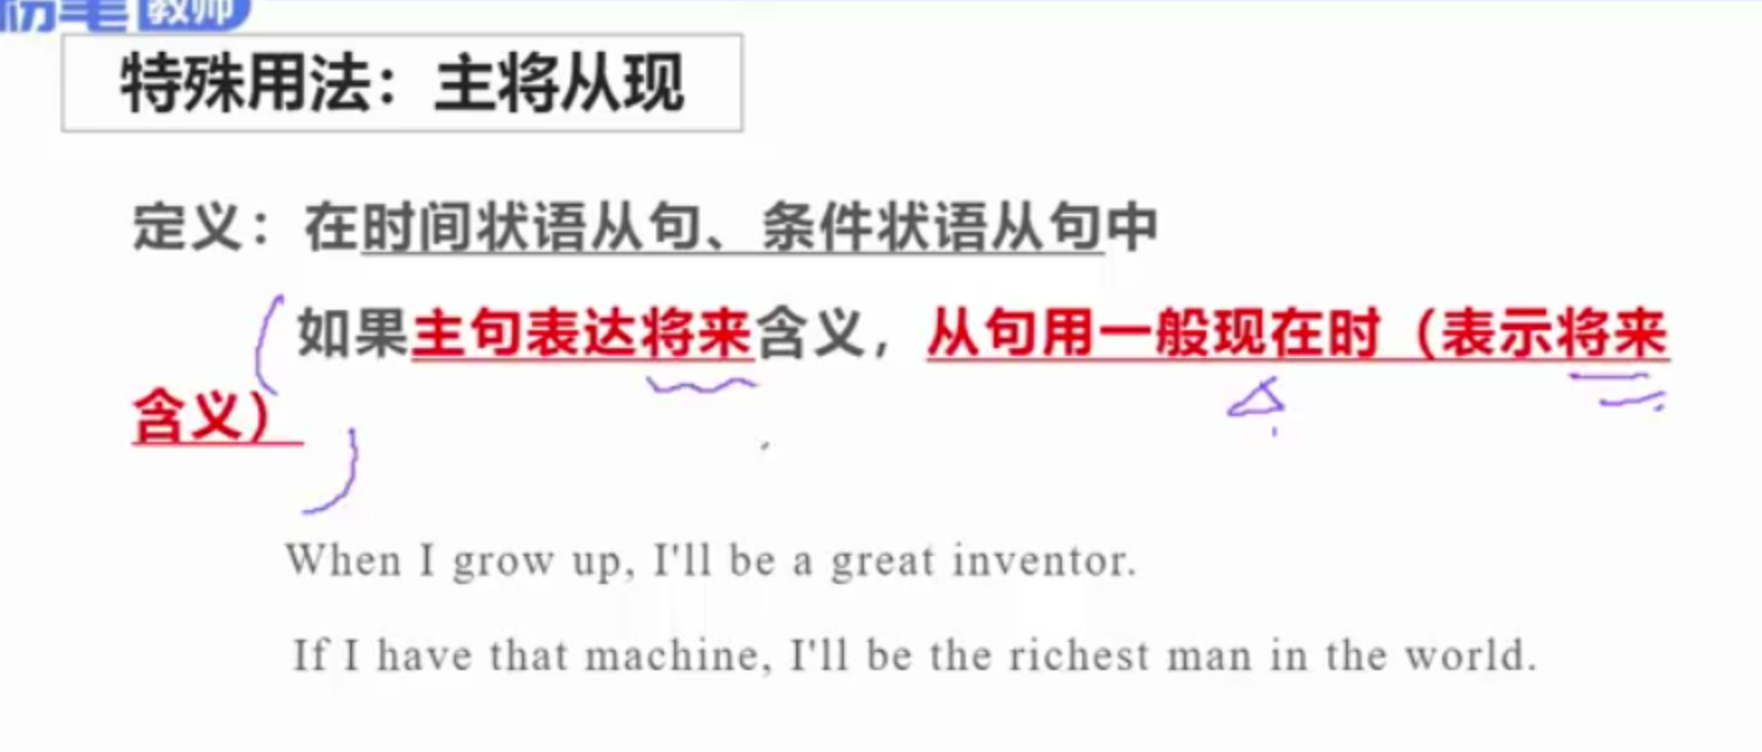 粉笔教师
特殊用法：主将从现
定义：在时间状语从句、条件状语从句中
如果主句表达将来含义，从句用一般现在时（表示将来
含义）
When I grow up, I'll be a great inventor.
If I have that machine, I'll be the richest man in the world.